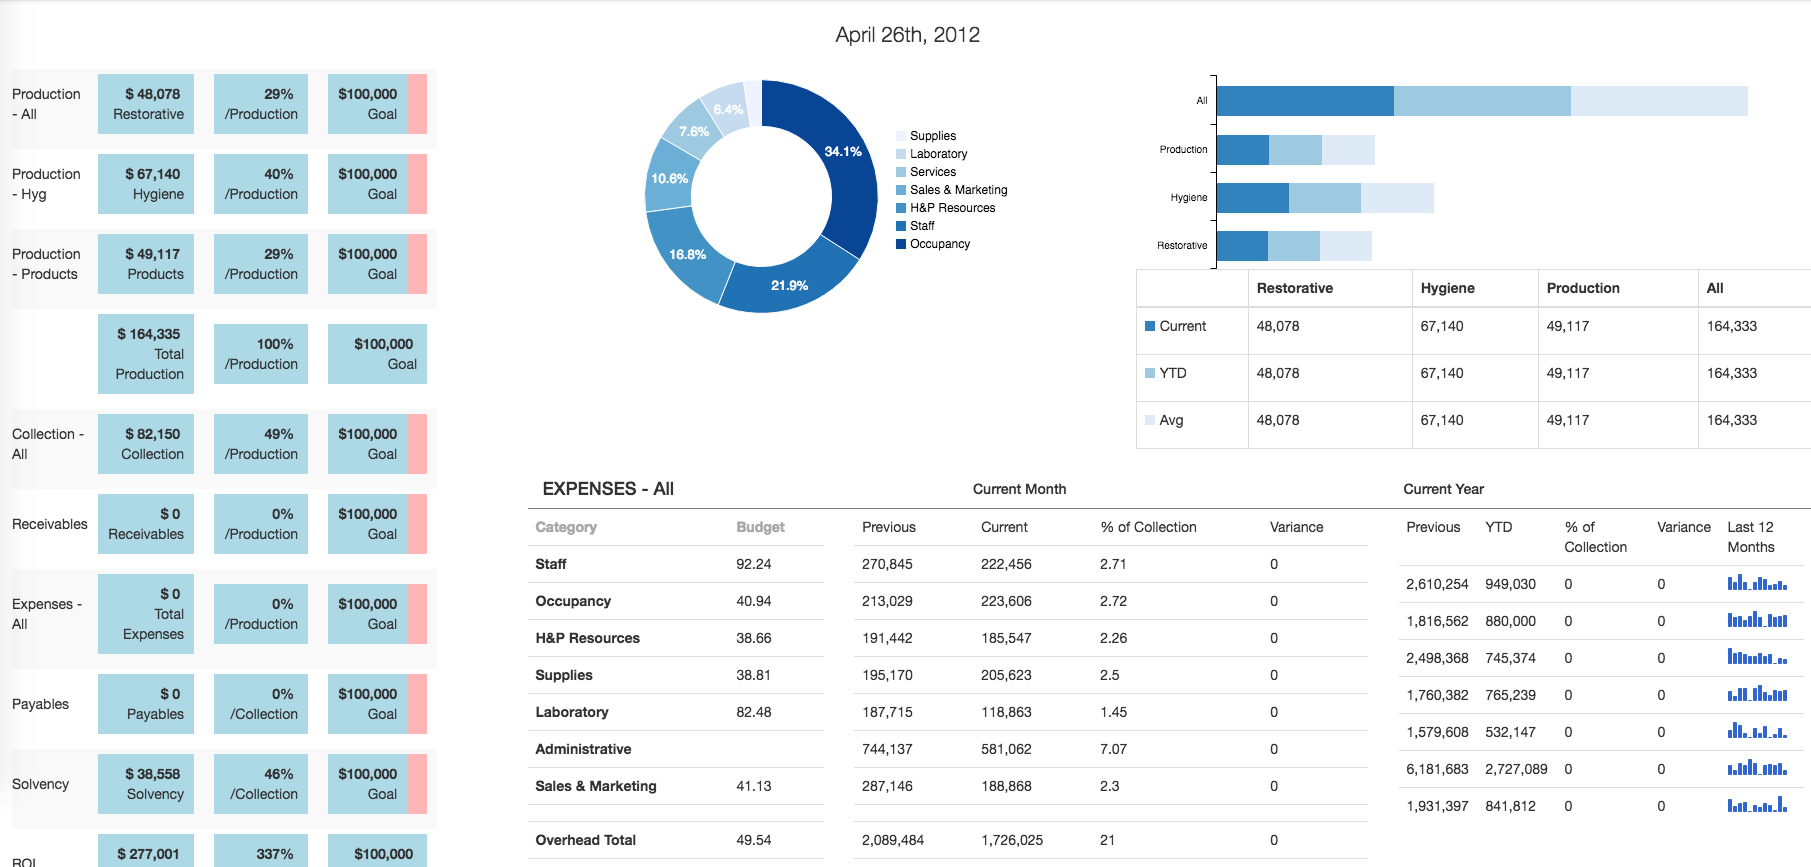 April 26th, 2012
Production
- All
$ 48,078
Restorative
29%
/Production
$100,000
Goal
Production
- Hyg
$ 67,140
Hygiene
40%
/Production
$100,000
Goal
Production
- Products
$ 49,117
Products
29%
/Production
$100,000
Goal
$ 164,335
Total
Production
100%
/Production
$100,000
Goal
Collection -
All
$ 82,150
Collection
49%
/Production
$100,000
Goal
Receivables
$ 0
Receivables
0%
/Production
$100,000
Goal
Expenses -
All
$ 0
Total
Expenses
0%
/Production
$100,000
Goal
Payables
$ 0
Payables
0%
/Collection
$100,000
Goal
Solvency
$ 38,558
Solvency
46%
/Collection
$100,000
Goal
ROI
$ 277,001
337%
$100,000
6.4%
7.6%
10.6%
16.8%
21.9%
34.1%
Supplies
Laboratory
Services
Sales & Marketing
H&P Resources
Staff
Occupancy
All
Production
Hygiene
Restorative
Restorative Hygiene Production All
Current 48,078 67,140 49,117 164,333
YTD 48,078 67,140 49,117 164,333
Avg 48,078 67,140 49,117 164,333
EXPENSES - All Current Month
Category Budget Previous Current % of Collection Variance
Staff 92.24 270,845 222,456 2.71 0
Occupancy 40.94 213,029 223,606 2.72 0
H&P Resources 38.66 191,442 185,547 2.26 0
Supplies 38.81 195,170 205,623 2.5 0
Laboratory 82.48 187,715 118,863 1.45 0
Administrative 744,137 581,062 7.07 0
Sales & Marketing 41.13 287,146 188,868 2.3 0
Overhead Total 49.54 2,089,484 1,726,025 21 0
Current Year
Previous YTD % of Variance Last 12
Collection Months
2,610,254 949,030 0 0
1,816,562 880,000 0 0
2,498,368 745,374 0 0
1,760,382 765,239 0 0
1,579,608 532,147 0 0
6,181,683 2,727,089 0 0
1,931,397 841,812 0 0